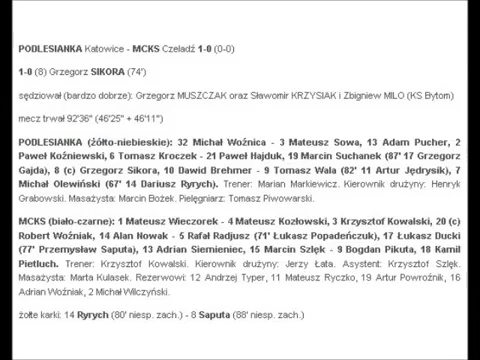 PODLESIANKA Katowice - MCKS Czeladź 1-0 (0-0)
1-0 (8) Grzegorz SIKORA (74')
sędziował (bardzo dobrze): Grzegorz MUSZCZAK oraz Sławomir KRZYSIAK i Zbigniew MILO (KS Bytom)
mecz trwał 92'36" (46'25" + 46'11")
PODLESIANKA (żółto-niebieskie): 32 Michał Woźnica - 3 Mateusz Sowa, 13 Adam Pucher, 2
Paweł Koźniewski, 6 Tomasz Kroczek - 21 Paweł Hajduk, 19 Marcin Suchanek (87' 17 Grzegorz
Gajda), 8 (c) Grzegorz Sikora, 10 Dawid Brehmer - 9 Tomasz Wala (82' 11 Artur Jędrysik), 7
Michał Olewiński (67' 14 Dariusz Ryrych). Trener: Marian Markiewicz. Kierownik drużyny: Henryk
Grabowski. Masażysta: Marcin Bożek. Pielęgniarz: Tomasz Piwowarski.
MCKS (biało-czarne): 1 Mateusz Wieczorek - 4 Mateusz Kozłowski, 3 Krzysztof Kowalski, 20 (c)
Robert Woźniak, 14 Alan Nowak - 5 Rafał Radjusz (71' Łukasz Popadeńczuk), 17 Łukasz Ducki
(77' Przemysław Saputa), 13 Adrian Siemieniec, 15 Marcin Szlęk - 9 Bogdan Pikuta, 18 Kamil
Pietluch. Trener: Krzysztof Kowalski. Kierownik drużyny: Jerzy Łata. Asystent: Krzysztof Szlęk.
Masażysta: Marta Kulasek. Rezerwowi: 12 Andrzej Typer, 11 Mateusz Ryczko, 19 Artur Powroźnik, 16
Adrian Woźniak, 2 Michał Wilczyński.
żółte karki: 14 Ryrych (80' niesp. zach.) - 8 Saputa (88' niesp. zach.)